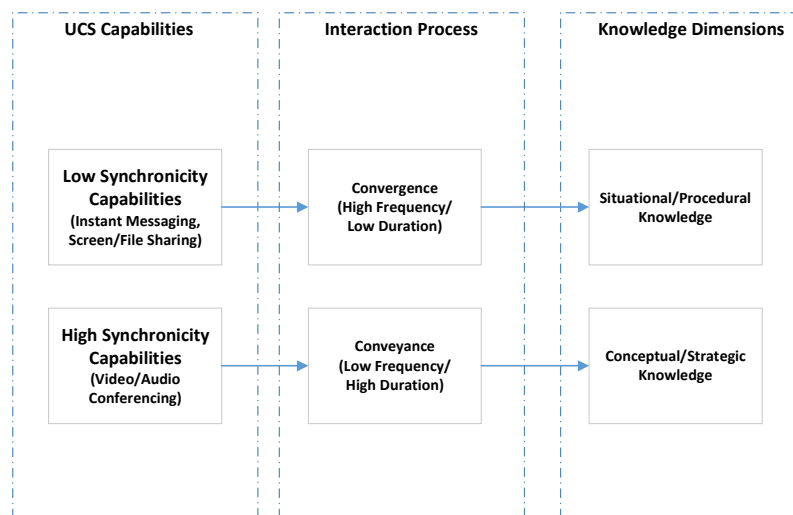 UCS Capabilities
Interaction Process
Knowledge Dimensions
Low Synchronicity
Capabilities
(Instant Messaging,
Screen/File Sharing)
Convergence
(High Frequency/
Low Duration)
Situational/Procedural
Knowledge
High Synchronicity
Capabilities
(Video/Audio
Conferencing)
Conveyance
(Low Frequency/
High Duration)
Conceptual/Strategic
Knowledge